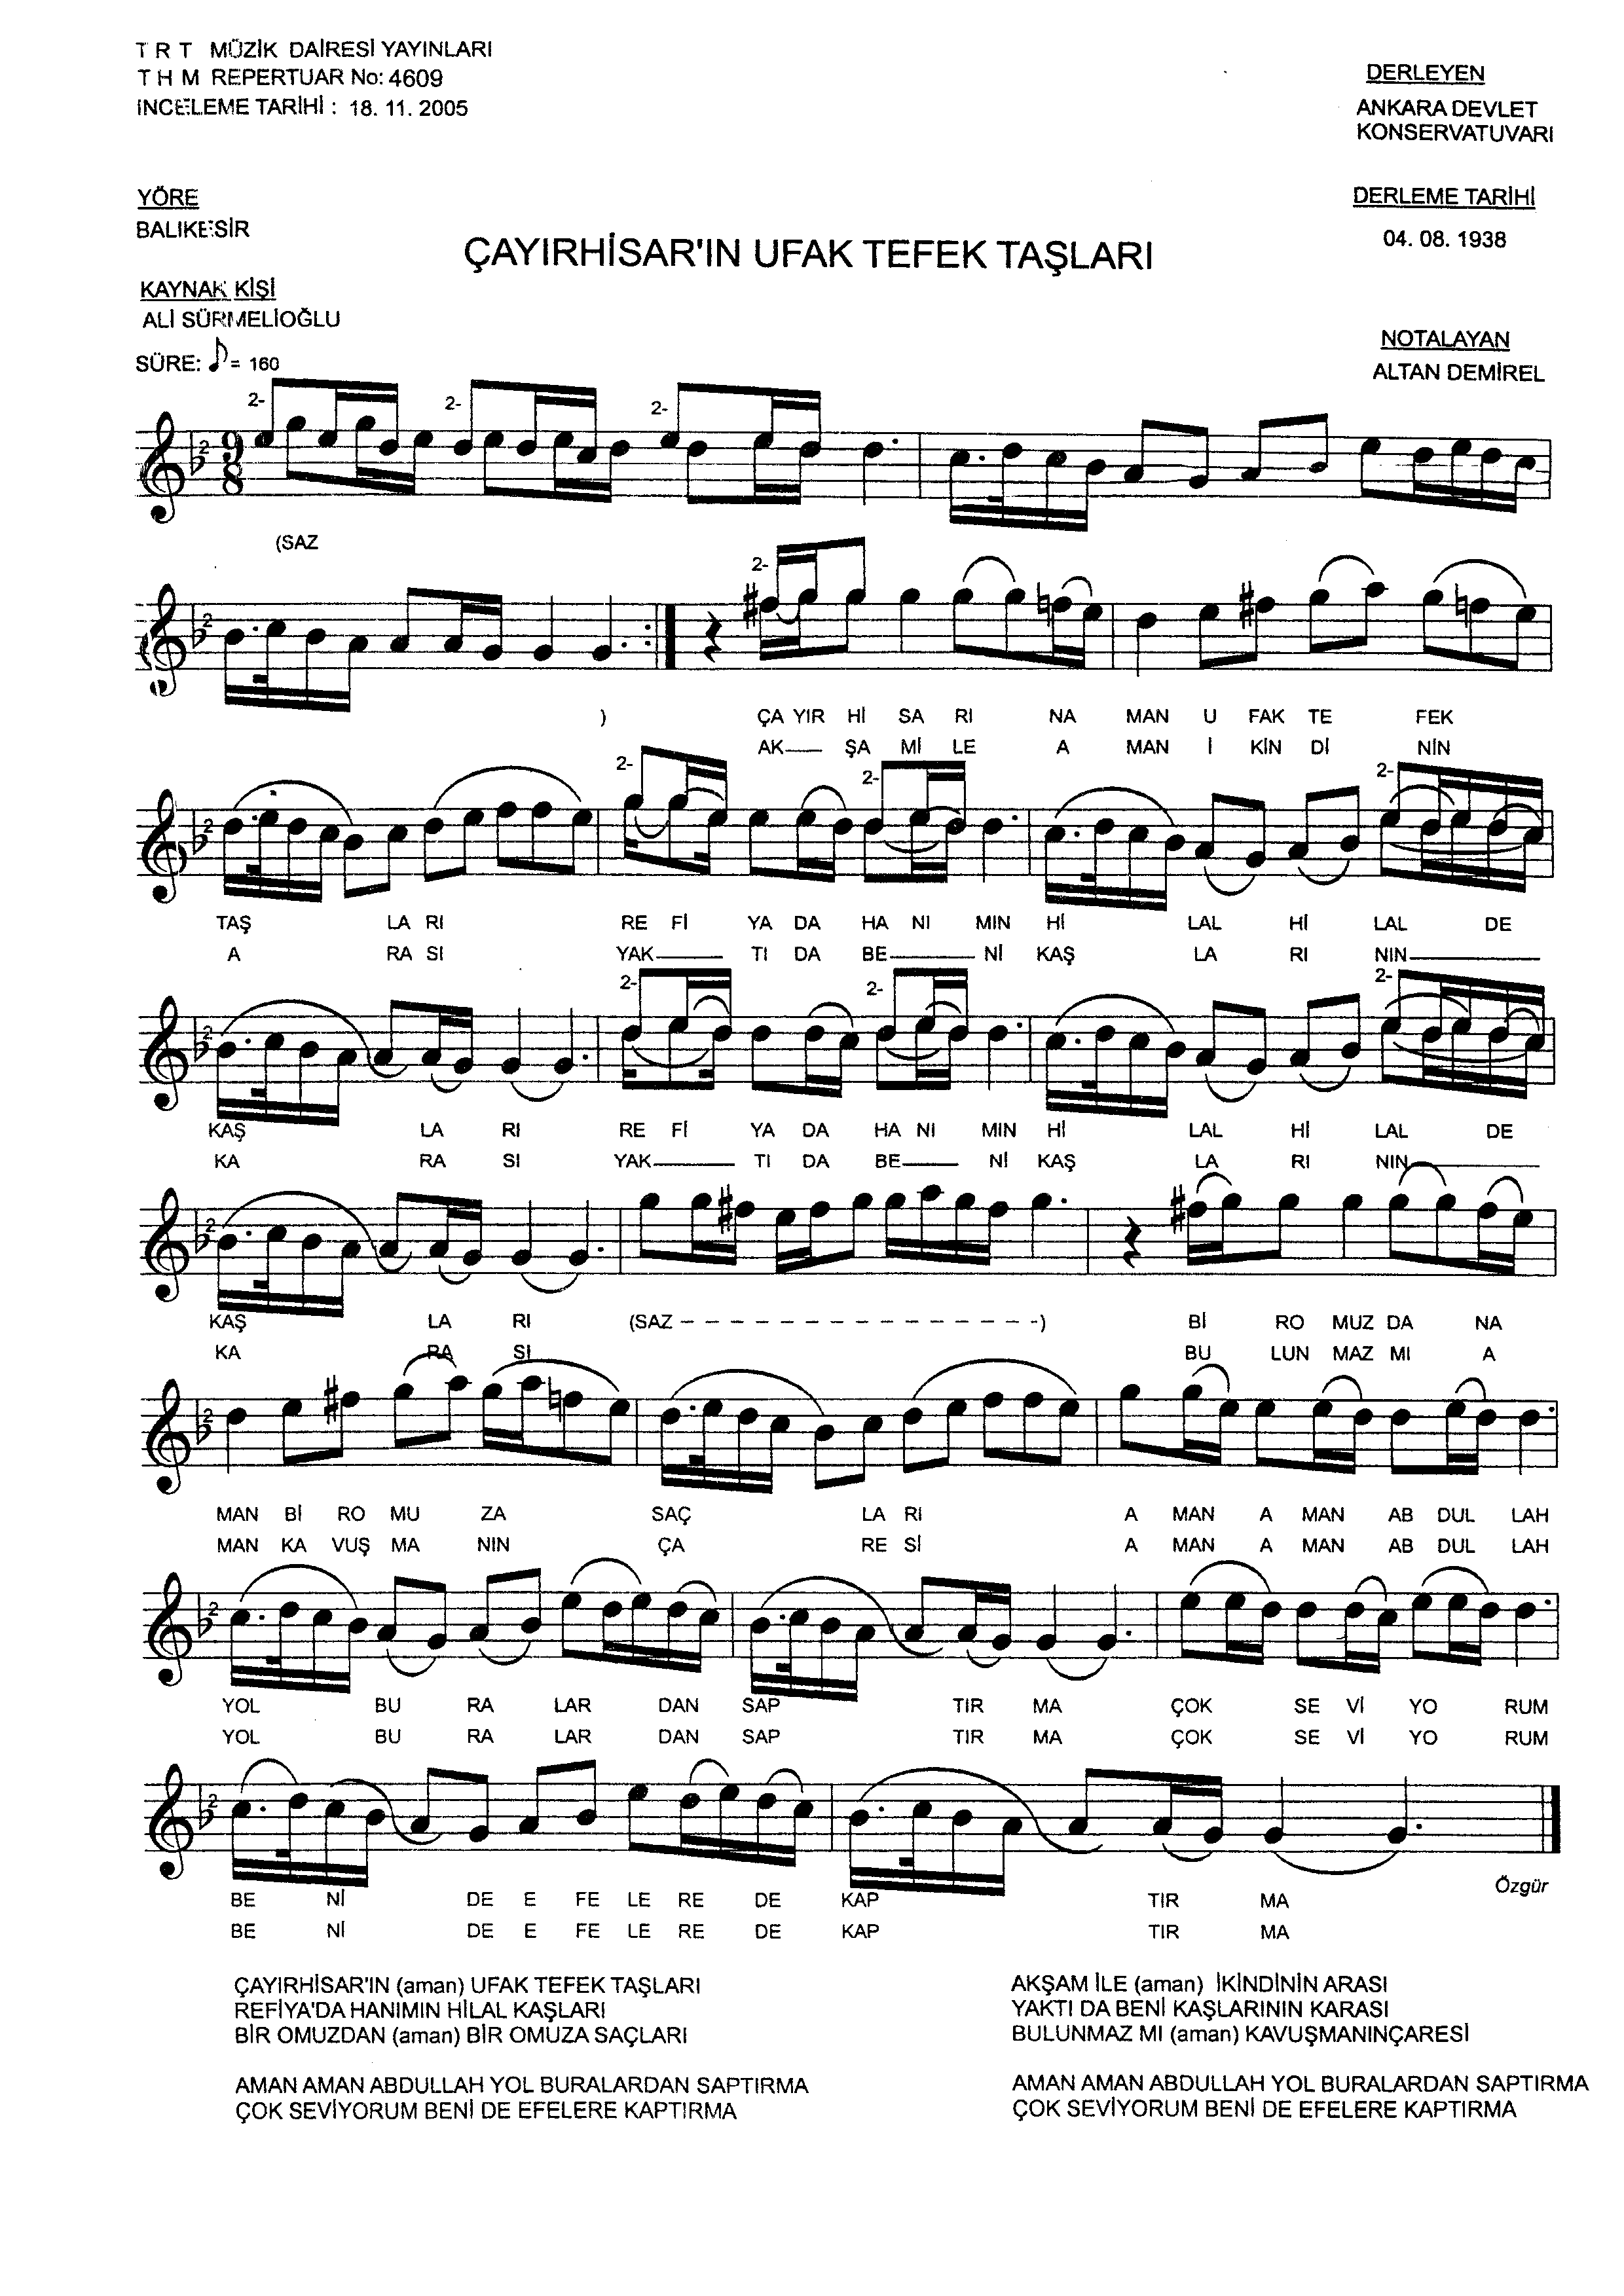 T R T MÜZİK DAİRESİ YAYINLARI
T H M REPERTUAR No: 4609
İNCELEME TARİHİ : 18. 11. 2005
DERLEYEN
ANKARA DEVLET
KONSERVATUVARI
YÖRE
BALIKESİR
DERLEME TARİHİ
04. 08. 1938
ÇAYIRHİSAR'IN UFAK TEFEK TAŞLARI
KAYNAK KİŞİ
ALİ SÜRMELİOĞLU
NOTALAYAN
ALTAN DEMİREL
SÜRE: ♪ = 160
2- 2- 2-
2 9 8
(SAZ
2-
2
) ÇA YIR Hİ SA RI NA MAN U FAK TE FEK
AK ŞA Mİ LE A MAN İ KİN Dİ NİN
2- 2- 2-
2
TAŞ LA RI RE Fİ YA DA HA NI MIN Hİ LAL Hİ LAL DE
A RA SI YAK TI DA BE Nİ KAŞ LA RI NIN
2- 2- 2-
2
KAŞ LA RI RE Fİ YA DA HA NI MIN Hİ LAL Hİ LAL DE
KA RA SI YAK TI DA BE Nİ KAŞ LA RI NIN
2
KAŞ LA RI (SAZ - - - - - - - - - - - - - - -) Bİ RO MUZ DA NA
KA RA SI BU LUN MAZ MI A
2
MAN Bİ RO MU ZA SAÇ LA RI A MAN A MAN AB DUL LAH
MAN KA VUŞ MA NIN ÇA RE Sİ A MAN A MAN AB DUL LAH
2
YOL BU RA LAR DAN SAP TIR MA ÇOK SE Vİ YO RUM
YOL BU RA LAR DAN SAP TIR MA ÇOK SE Vİ YO RUM
2
Özgür
BE Nİ DE E FE LE RE DE KAP TIR MA
BE Nİ DE E FE LE RE DE KAP TIR MA
ÇAYIRHİSAR'IN (aman) UFAK TEFEK TAŞLARI
REFİYA'DA HANIMIN HİLAL KAŞLARI
BİR OMUZDAN (aman) BİR OMUZA SAÇLARI
AMAN AMAN ABDULLAH YOL BURALARDAN SAPTIRMA
ÇOK SEVİYORUM BENİ DE EFELERE KAPTIRMA
AKŞAM İLE (aman) İKİNDİNİN ARASI
YAKTI DA BENİ KAŞLARININ KARASI
BULUNMAZ MI (aman) KAVUŞMANINÇARESİ
AMAN AMAN ABDULLAH YOL BURALARDAN SAPTIRMA
ÇOK SEVİYORUM BENİ DE EFELERE KAPTIRMA